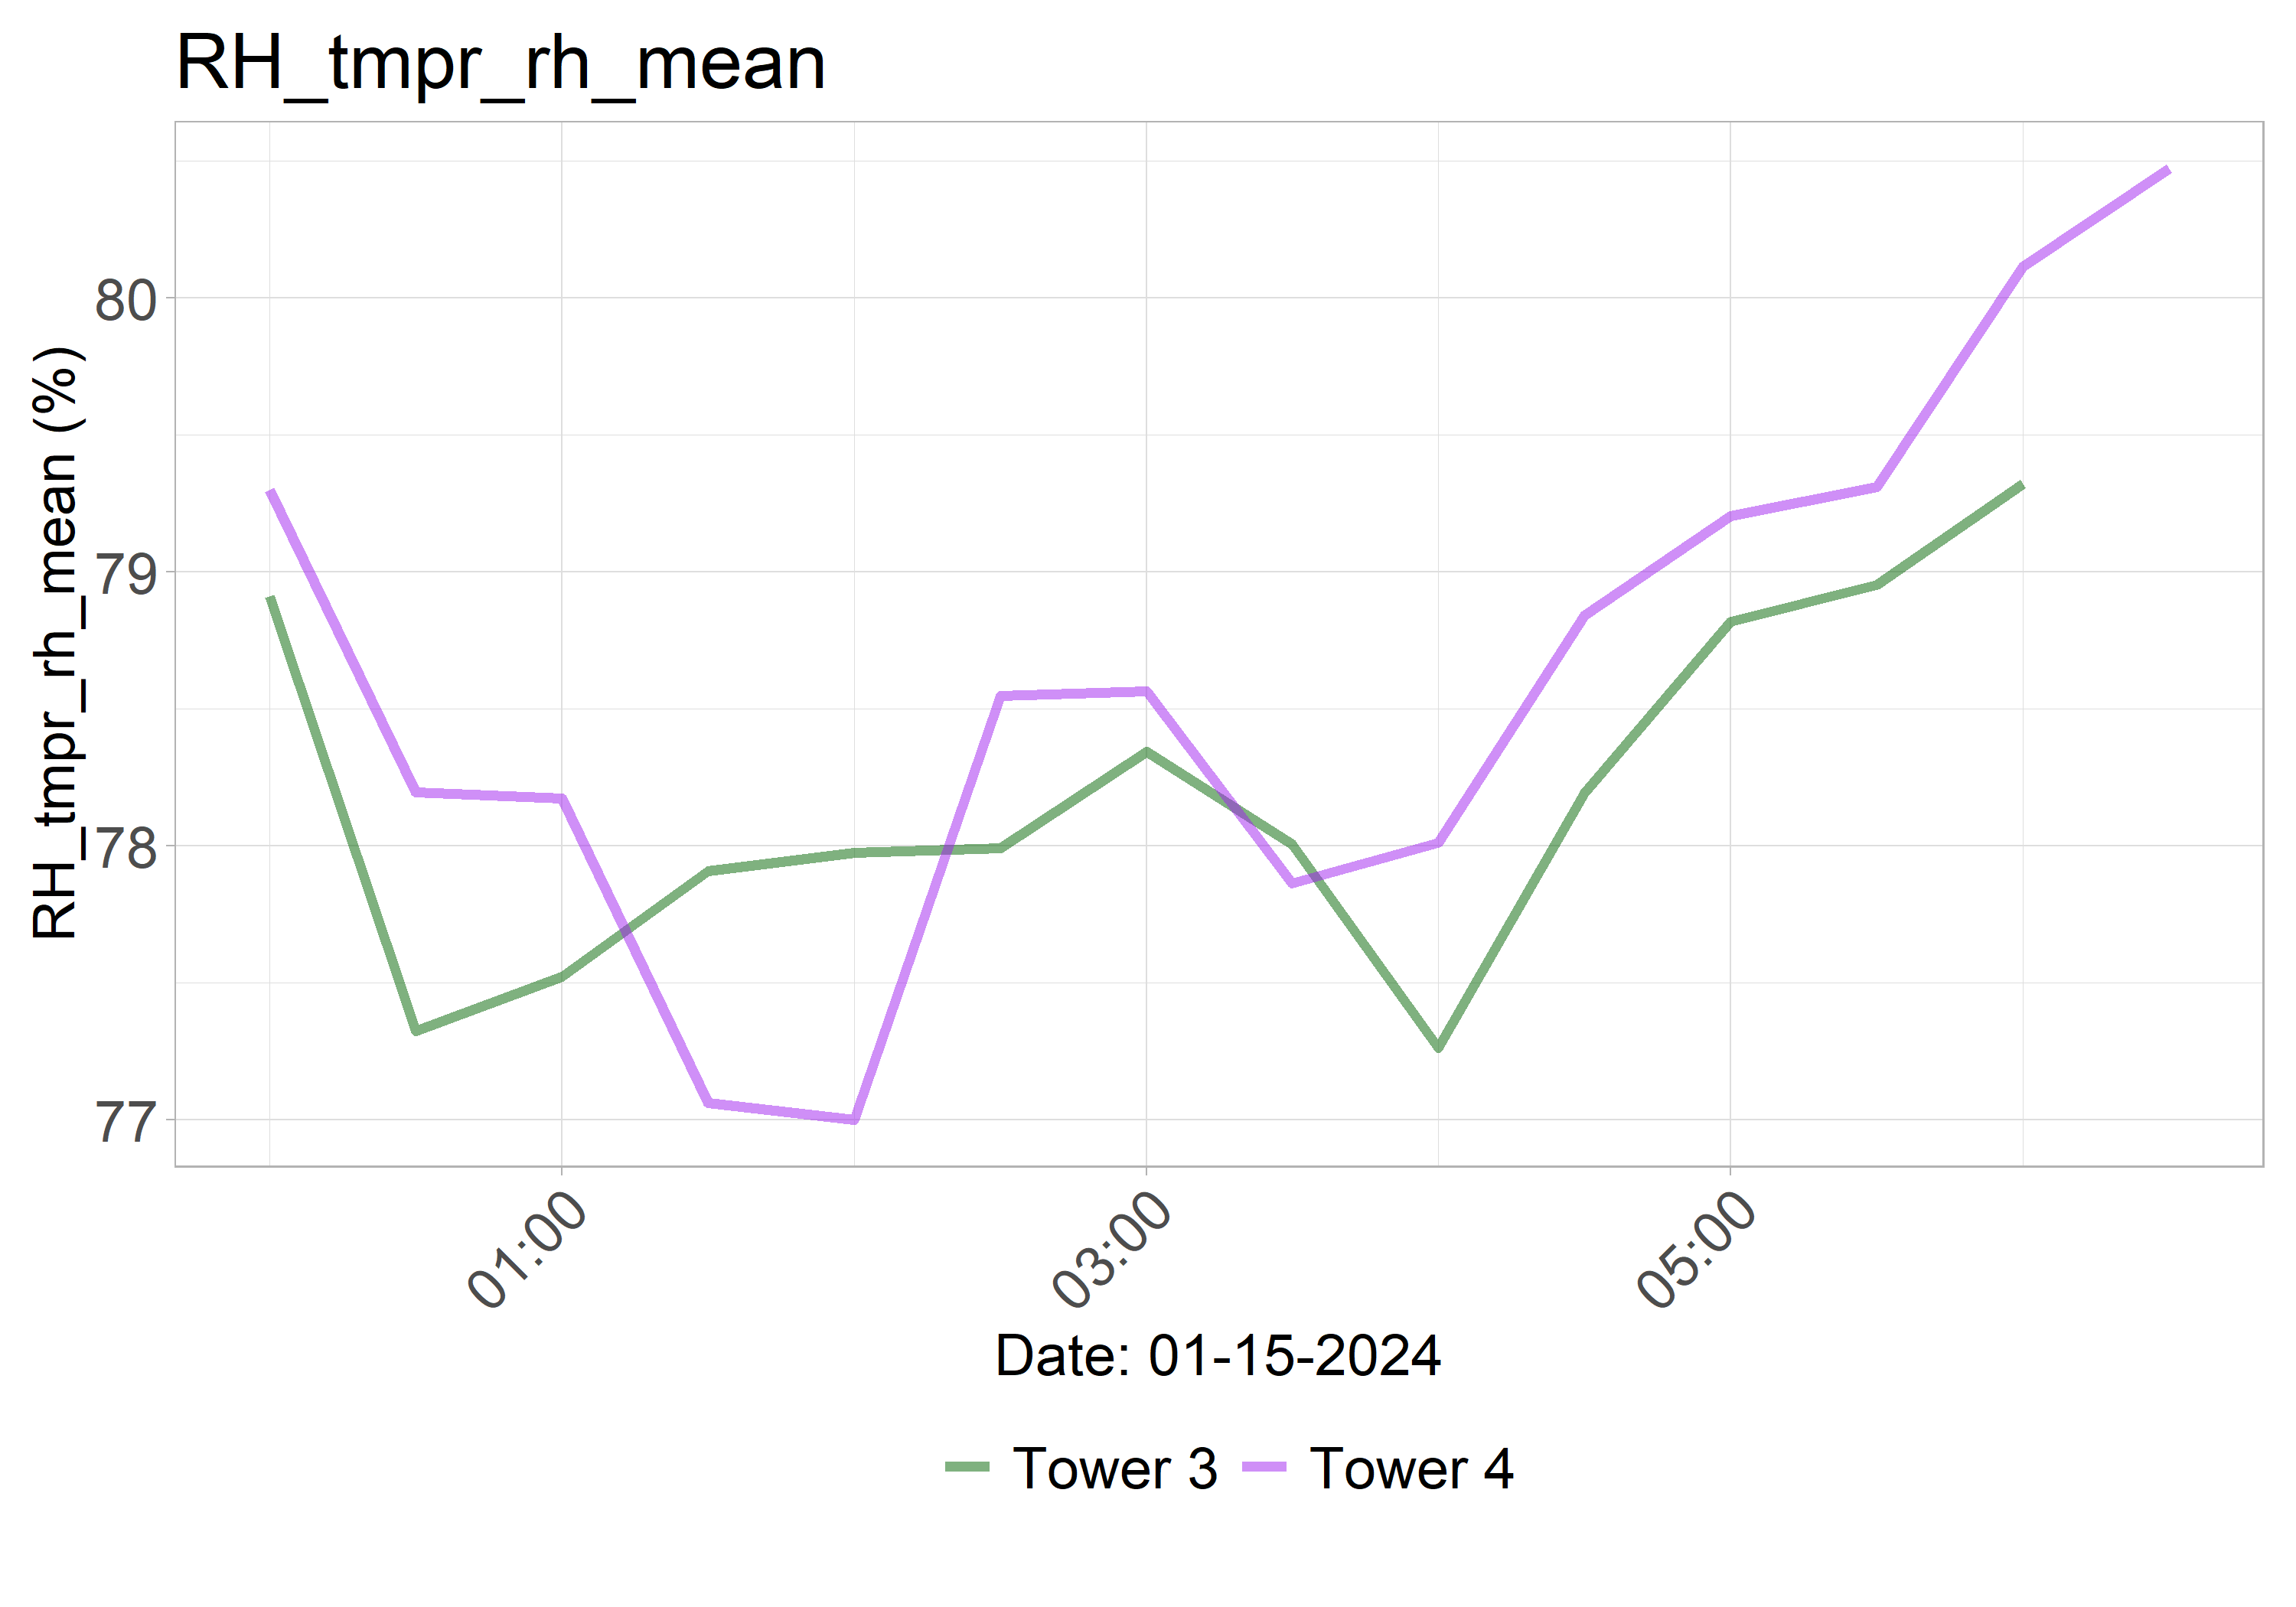 RH_tmpr_rh_mean
RH_tmpr_rh_mean (%)
80
79
78
77
01:00
03:00
05:00
Date: 01-15-2024
Tower 3
Tower 4